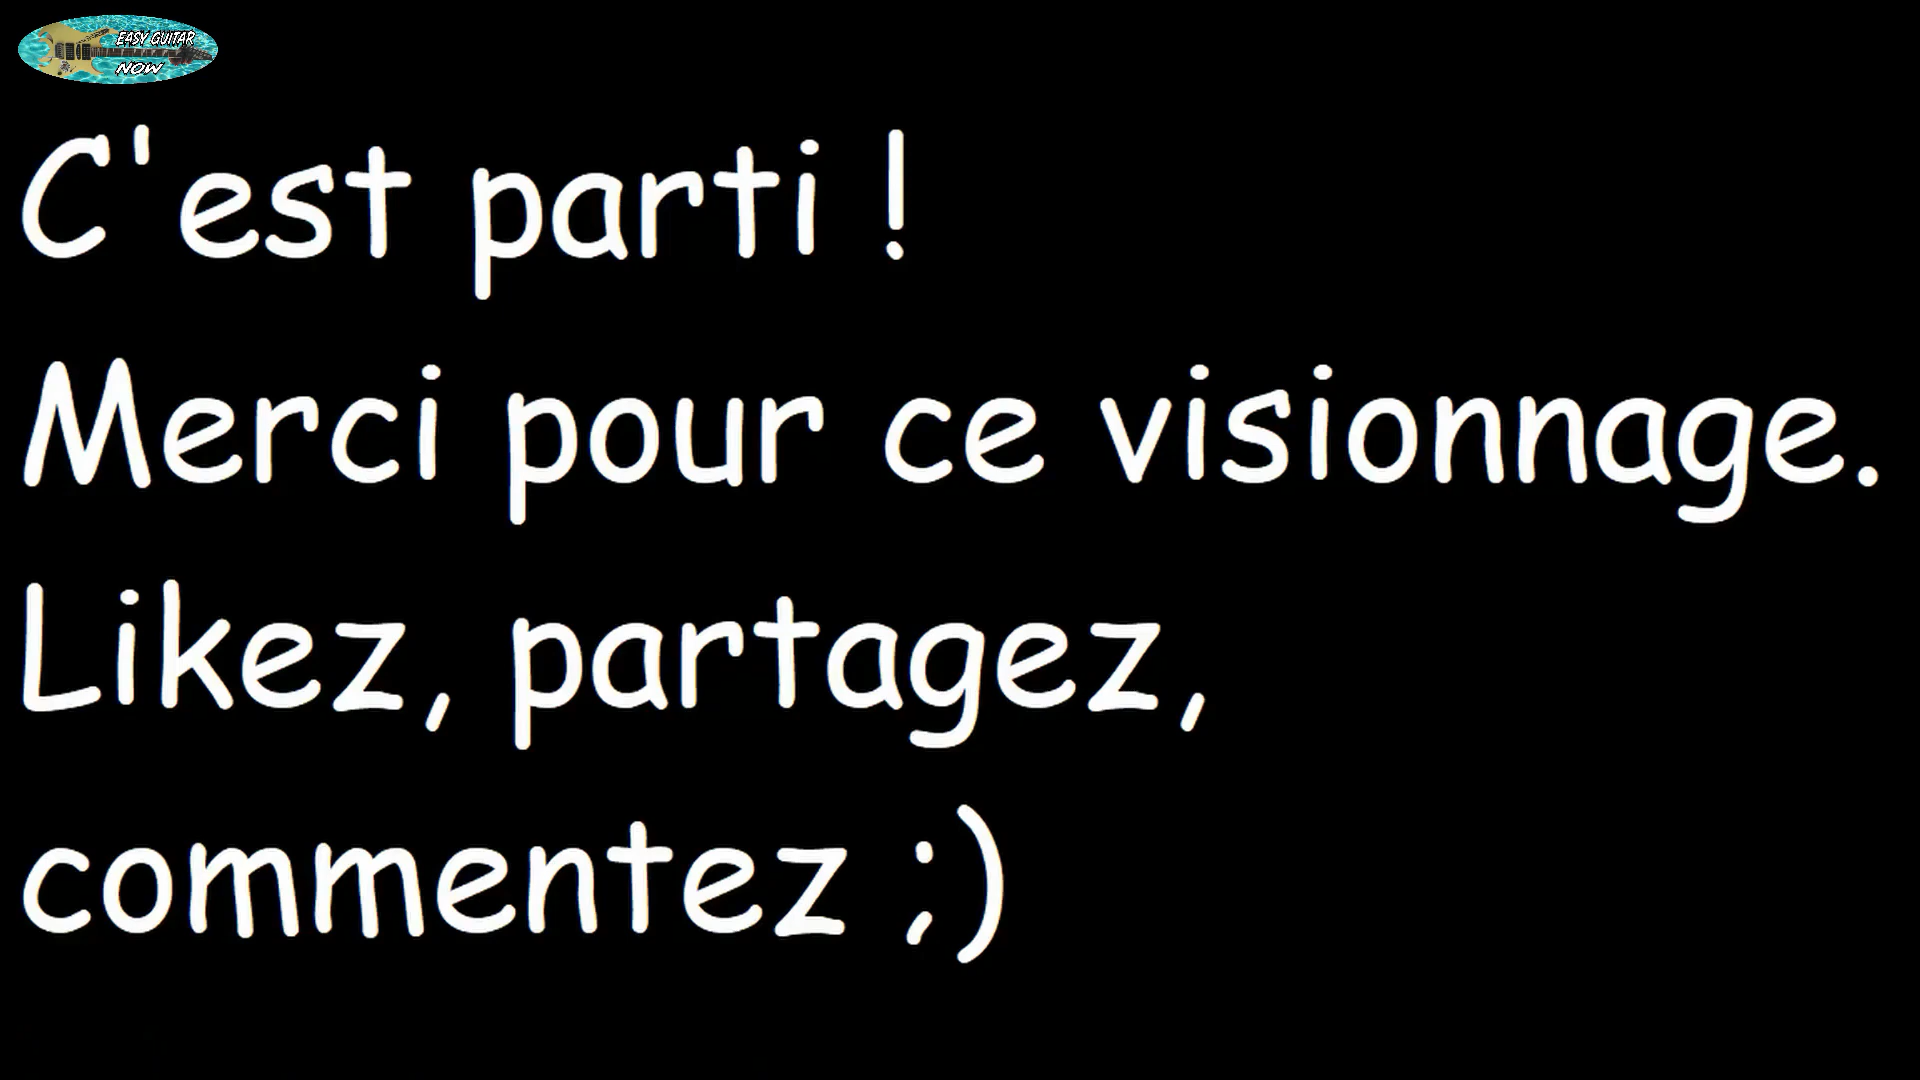 EASY GUITAR
NOW
C'est parti !
Merci pour ce visionnage.
Likez, partagez,
commentez ;)